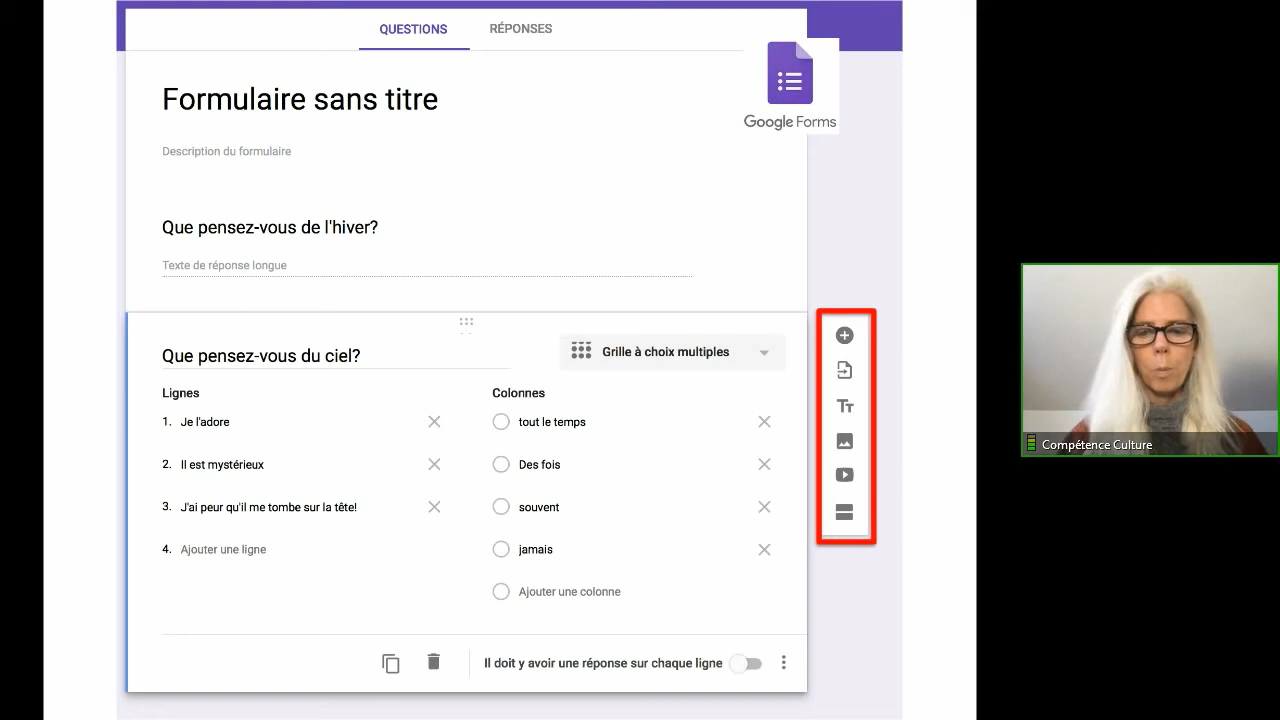 QUESTIONS RÉPONSES
Formulaire sans titre
Google Forms
Description du formulaire
Que pensez-vous de l'hiver?
Texte de réponse longue
Que pensez-vous du ciel?
Grille à choix multiples
Lignes
Colonnes
1. Je l'adore
tout le temps
2. Il est mystérieux
Des fois
3. J'ai peur qu'il me tombe sur la tête!
souvent
4. Ajouter une ligne
jamais
Ajouter une colonne
Il doit y avoir une réponse sur chaque ligne
Tт
Compétence Culture